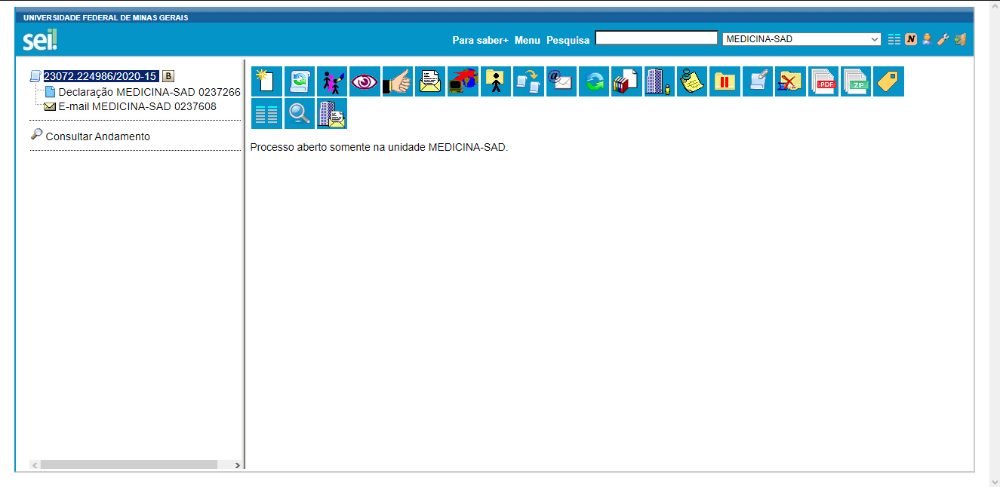 UNIVERSIDADE FEDERAL DE MINAS GERAIS
sei!
Para saber+ Menu Pesquisa MEDICINA-SAD
N
23072.224986/2020-15 B
Declaração MEDICINA-SAD 0237266
E-mail MEDICINA-SAD 0237608
Consultar Andamento
@
PDF
ZIP
Processo aberto somente na unidade MEDICINA-SAD.